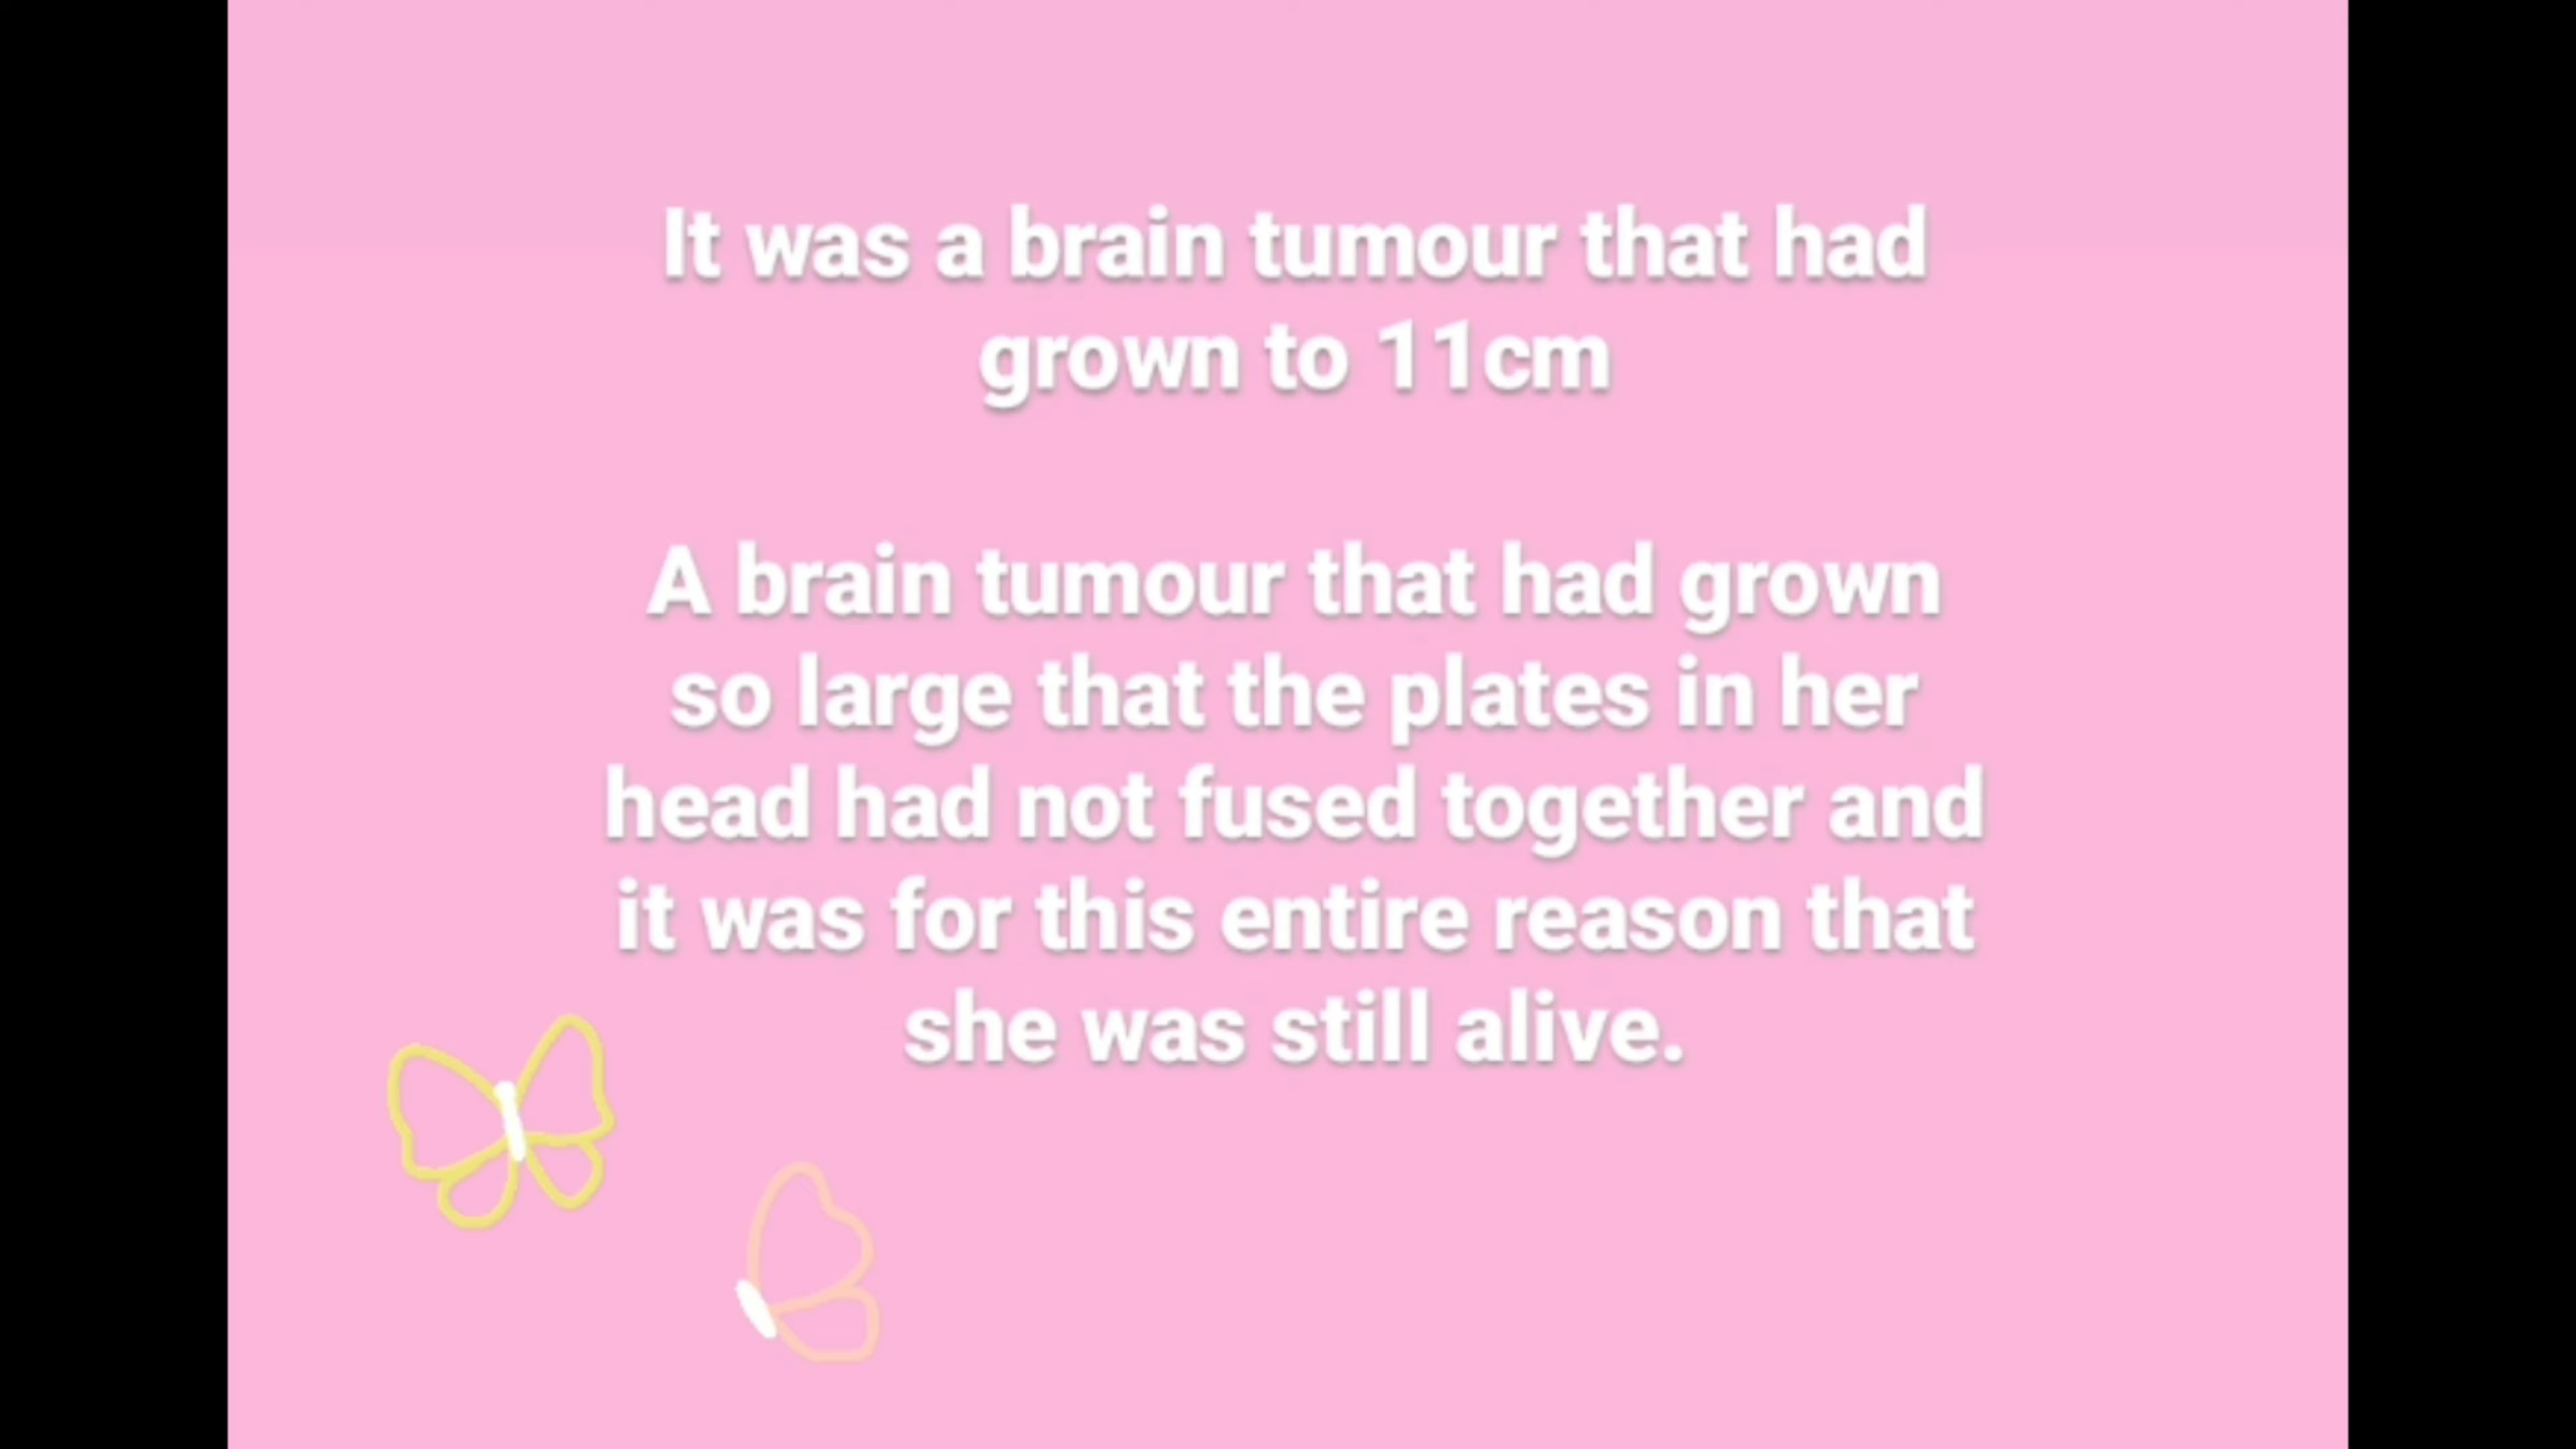 It was a brain tumour that had
grown to 11cm
A brain tumour that had grown
so large that the plates in her
head had not fused together and
it was for this entire reason that
she was still alive.